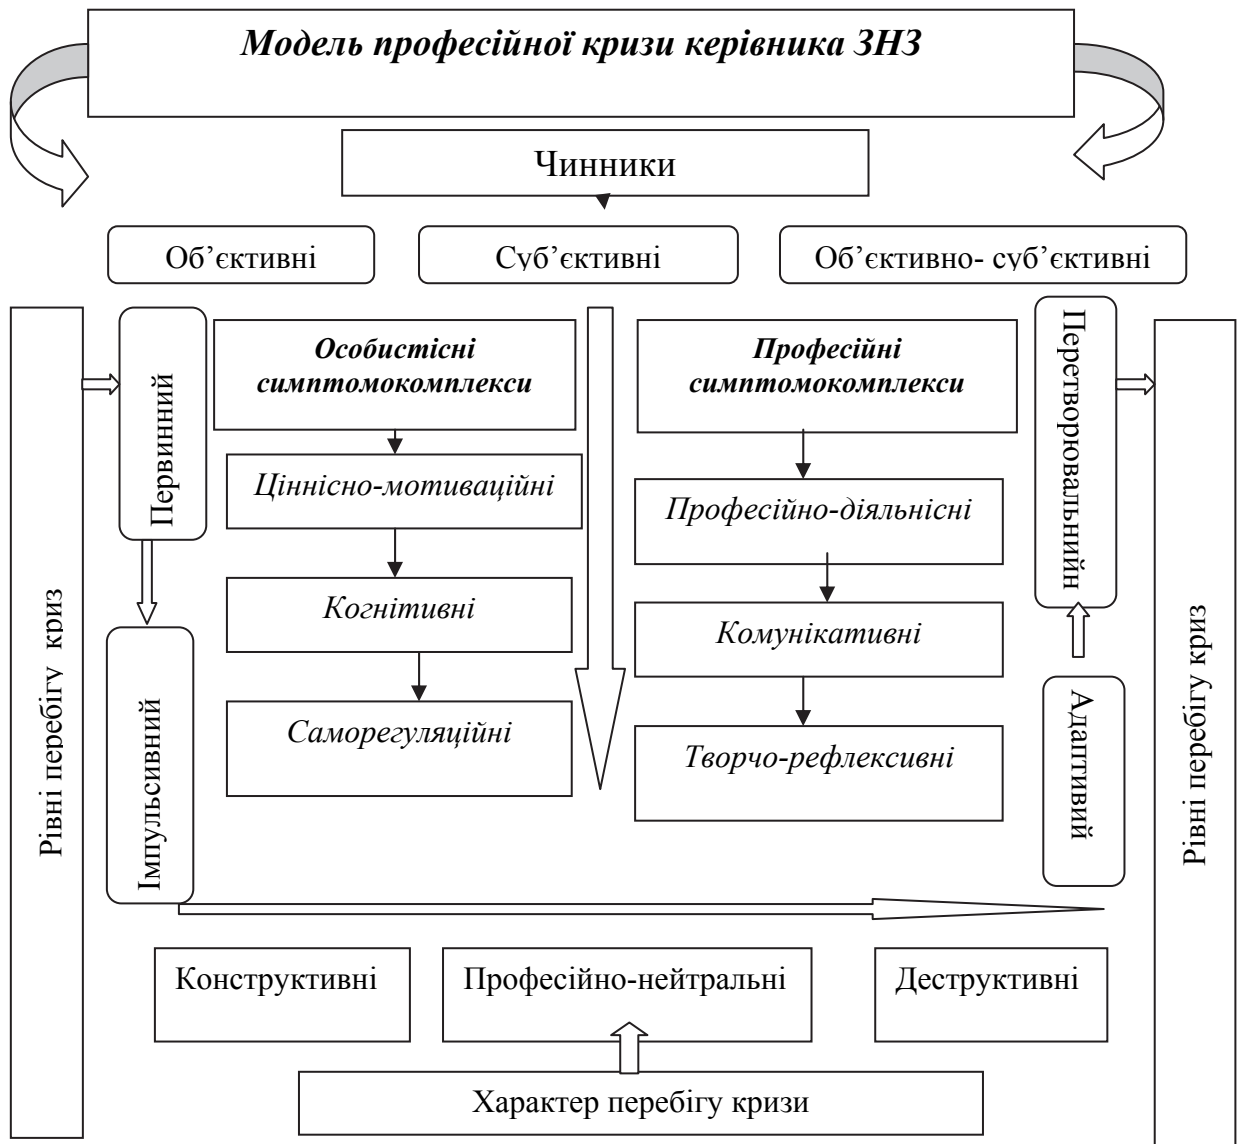 Модель професійної кризи керівника ЗНЗ
Чинники
Об’єктивні
Суб’єктивні
Об’єктивно- суб’єктивні
Рівні перебігу криз
Первинний
Імпульсивний
Особистісні
симптомокомплекси
Ціннісно-мотиваційні
Когнітивні
Саморегуляційні
Професійні
симптомокомплекси
Професійно-діяльнісні
Комунікативні
Творчо-рефлексивні
Перетворювальнийн
Адаптивий
Рівні перебігу криз
Конструктивні
Професійно-нейтральні
Деструктивні
Характер перебігу кризи